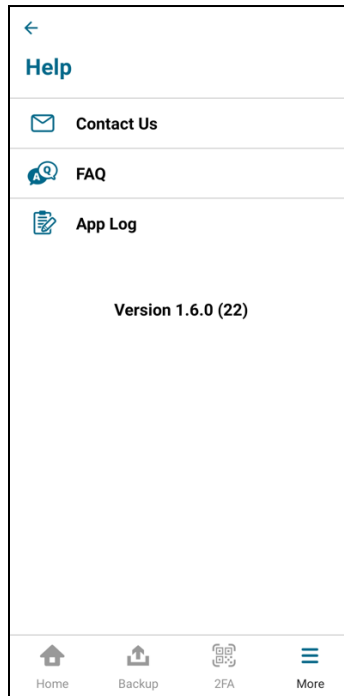 Help
Contact Us
A Q
FAQ
App Log
Version 1.6.0 (22)
Home Backup 2FA More